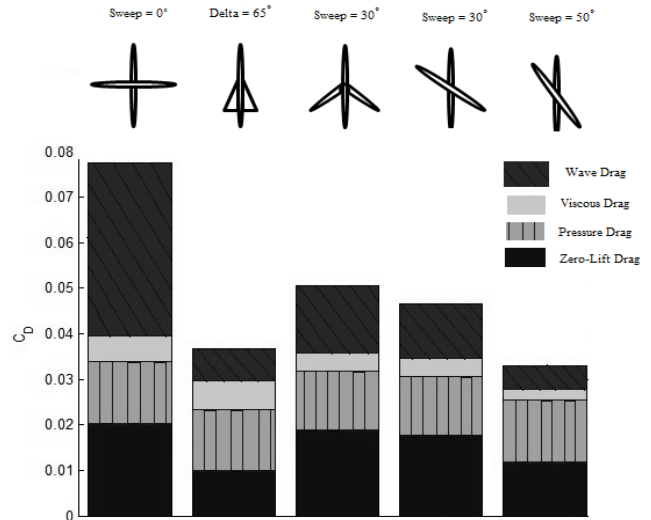 Sweep = 0° Delta = 65° Sweep = 30° Sweep = 30° Sweep = 50°
0.08
0.07
0.06
0.05
0.04
0.03
0.02
0.01
0
C_D
Wave Drag
Viscous Drag
Pressure Drag
Zero-Lift Drag